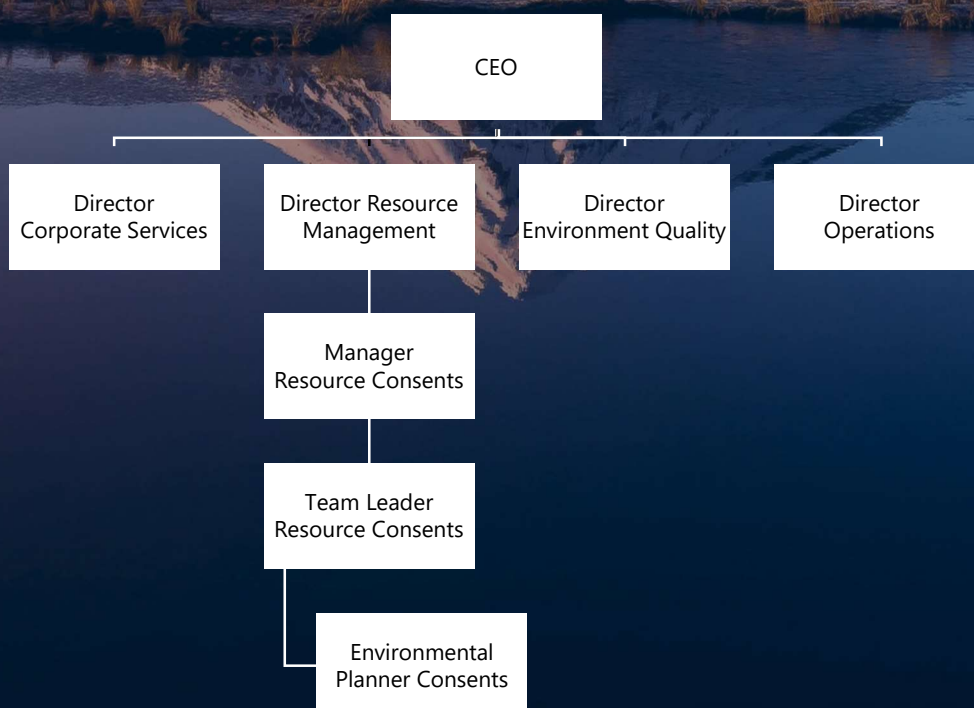 CEO
Director
Corporate Services
Director Resource
Management
Director
Environment Quality
Director
Operations
Manager
Resource Consents
Team Leader
Resource Consents
Environmental
Planner Consents